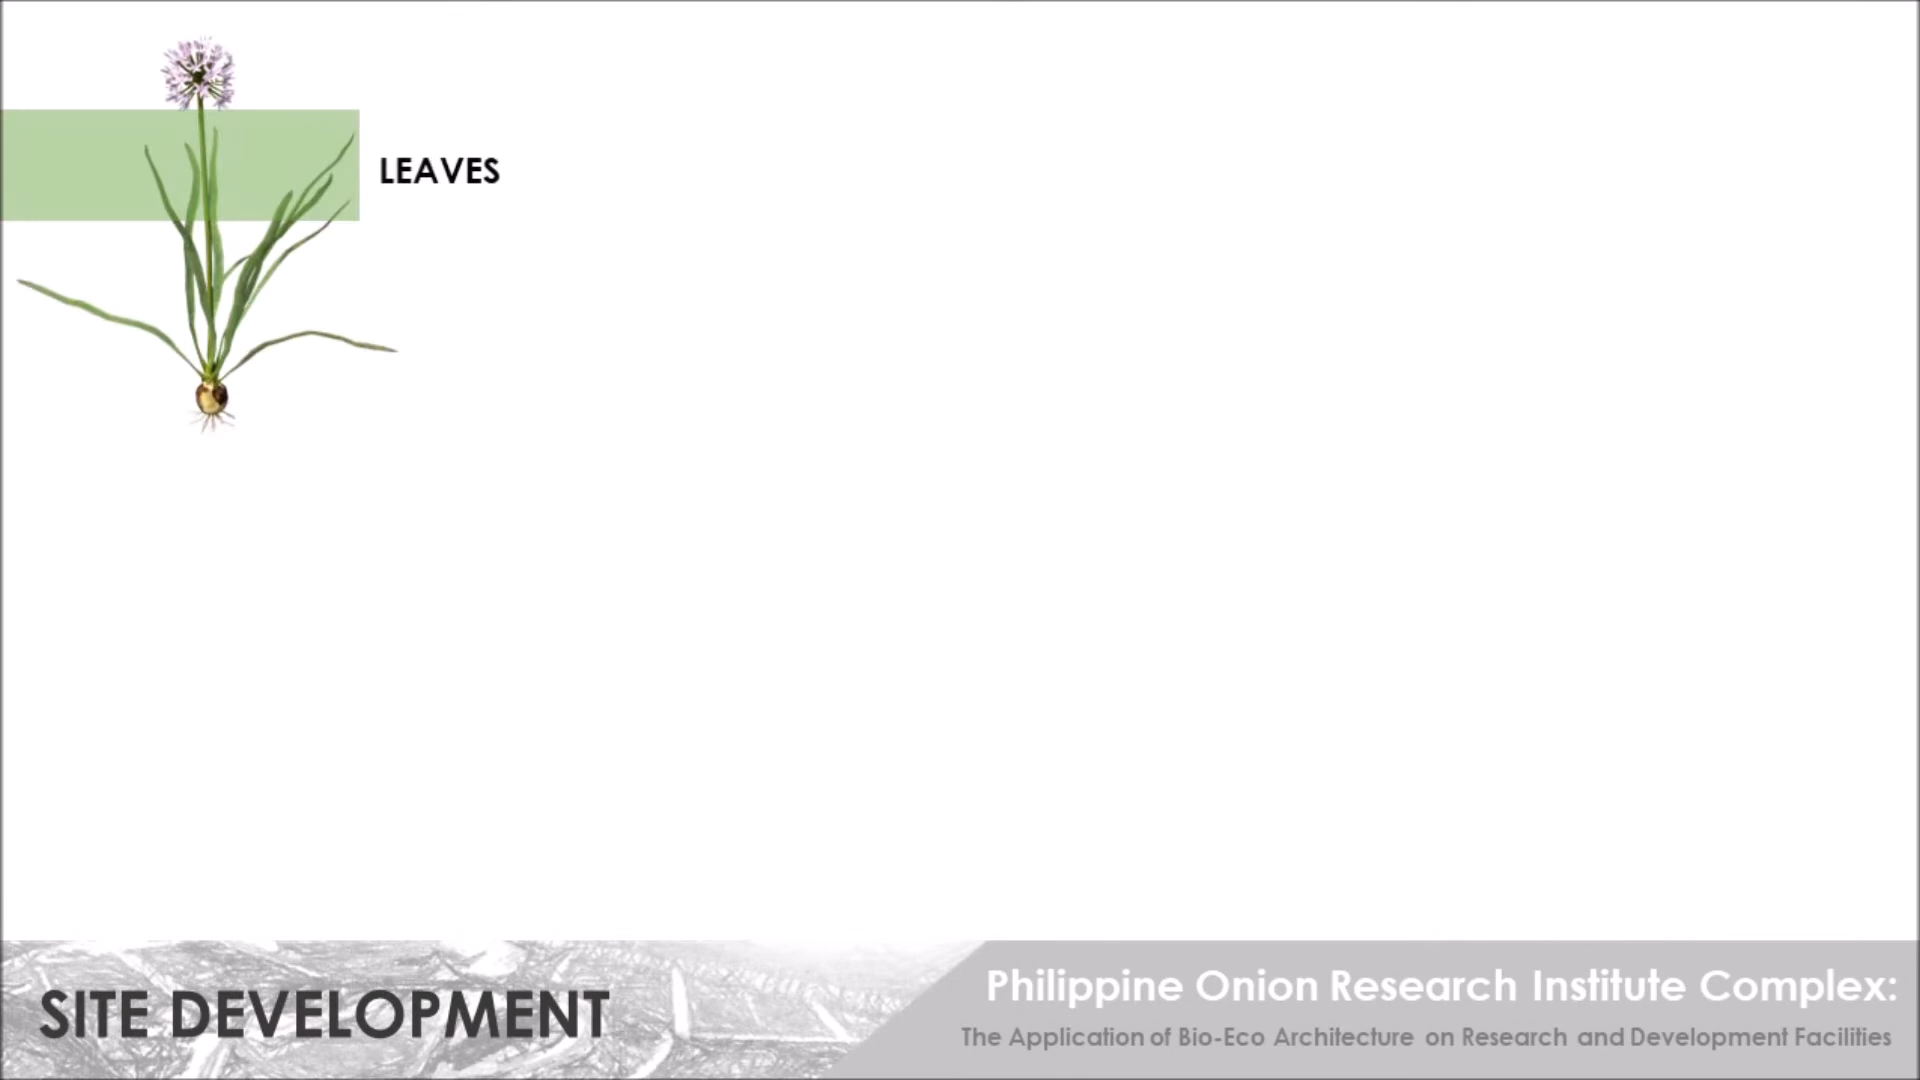 LEAVES
SITE DEVELOPMENT
Philippine Onion Research Institute Complex:
The Application of Bio-Eco Architecture on Research and Development Facilities